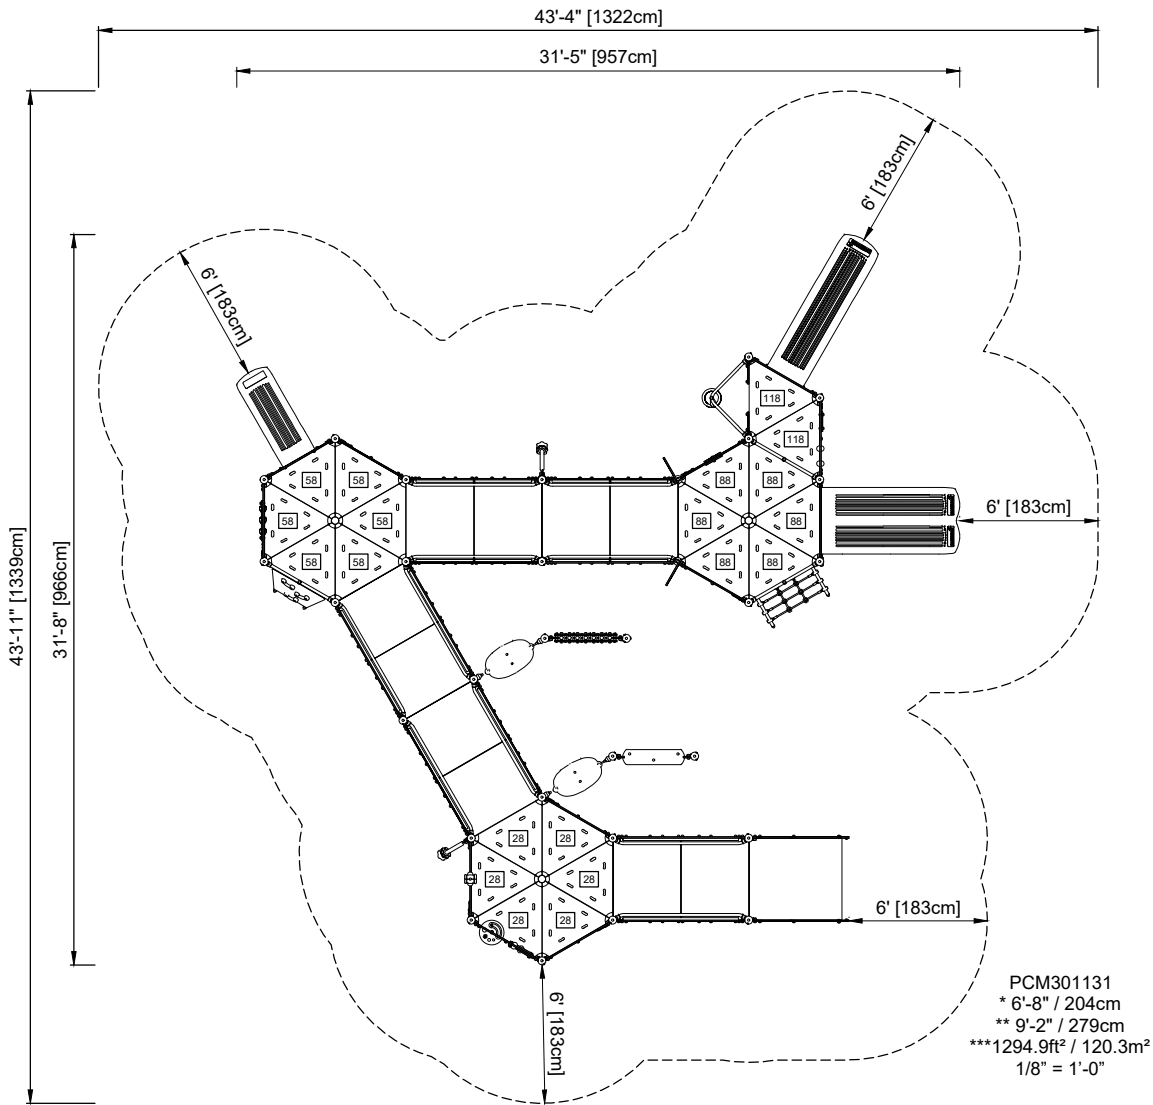 43'-4" [1322cm]
31'-5" [957cm]
6' [183cm]
6' [183cm]
118
118
58
58
88
88
58
58
88
88
6' [183cm]
58
58
88
88
43'-11" [1339cm]
31'-8" [966cm]
28
28
28
28
28
28
6' [183cm]
6' [183cm]
PCM301131
* 6'-8" / 204cm
** 9'-2" / 279cm
***1294.9ft² / 120.3m²
1/8” = 1’-0”